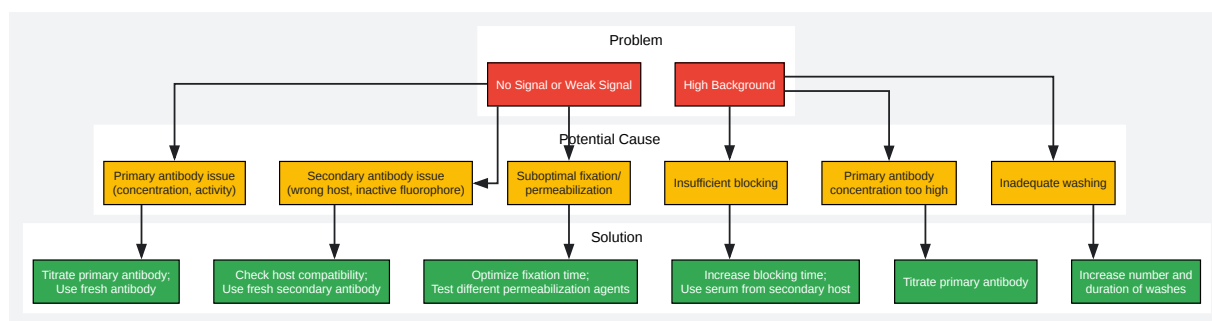 Problem
No Signal or Weak Signal
High Background
Potential Cause
Primary antibody issue
(concentration, activity)
Secondary antibody issue
(wrong host, inactive fluorophore)
Suboptimal fixation/
permeabilization
Insufficient blocking
Primary antibody
concentration too high
Inadequate washing
Solution
Titrate primary antibody;
Use fresh antibody
Check host compatibility;
Use fresh secondary antibody
Optimize fixation time;
Test different permeabilization agents
Increase blocking time;
Use serum from secondary host
Titrate primary antibody
Increase number and
duration of washes